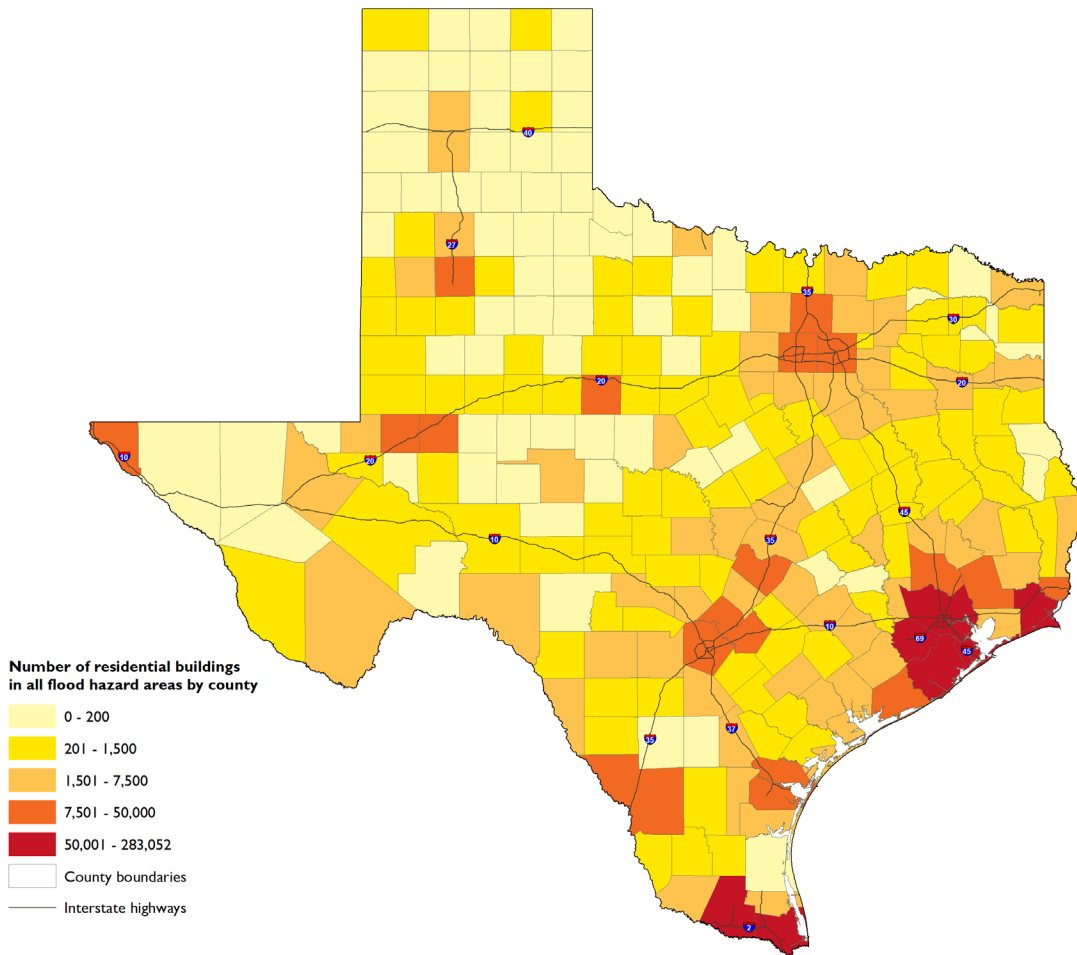 40
27
35
30
20
20
10
20
45
10
35
10
69
45
Number of residential buildings
in all flood hazard areas by county
0 - 200
201 - 1,500
1,501 - 7,500
7,501 - 50,000
50,001 - 283,052
County boundaries
Interstate highways
37
35
2